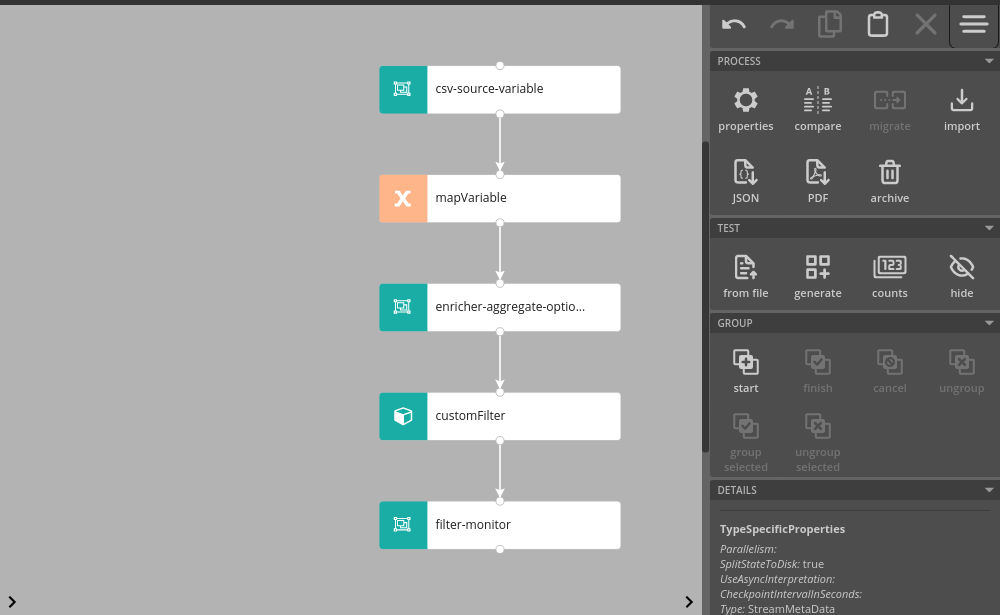 csv-source-variable
mapVariable
enricher-aggregate-optio...
customFilter
filter-monitor
PROCESS
properties
A B
compare
migrate
import
JSON
PDF
archive
TEST
from file
generate
123
counts
hide
GROUP
start
finish
cancel
ungroup
group
selected
ungroup
selected
DETAILS
TypeSpecificProperties
Parallelism:
SplitStateToDisk: true
UseAsyncInterpretation:
CheckpointIntervalInSeconds:
Type: StreamMetaData